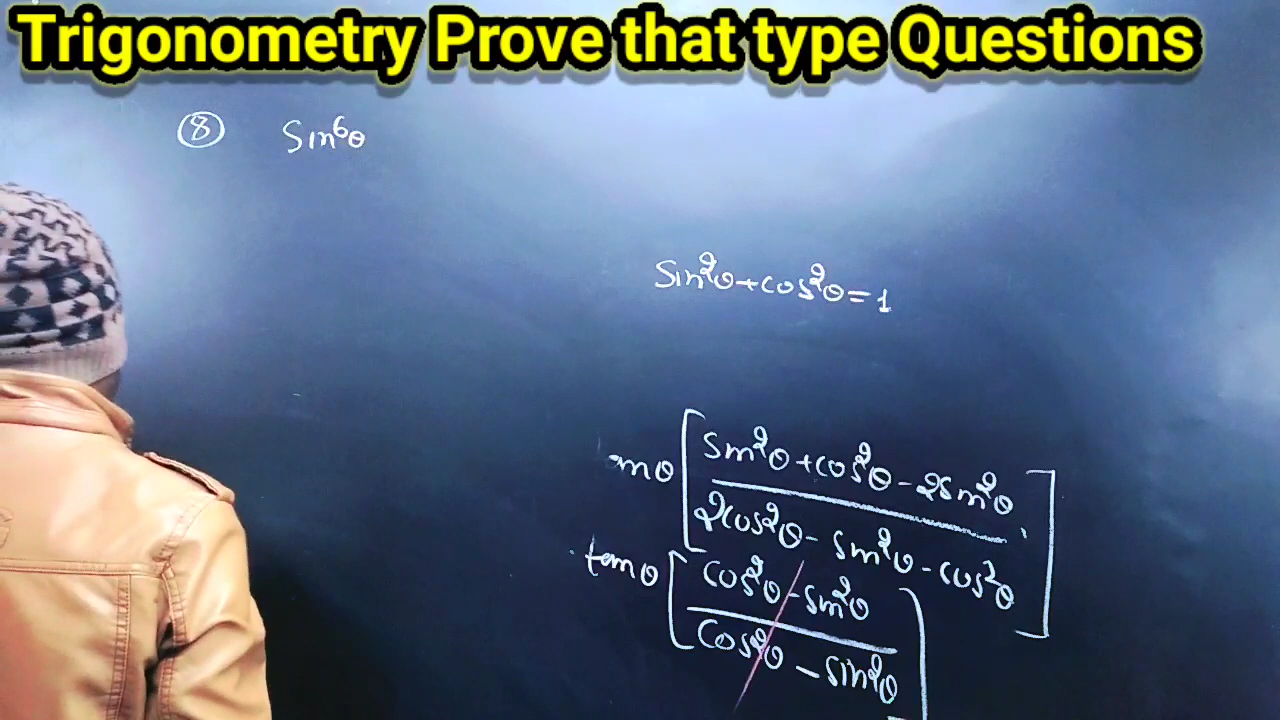 Trigonometry Prove that type Questions
⑧ Sin⁶θ
Sin²θ+cos²θ=1
tanθ[sin²θ+cos²θ-2sin²θ
2cos²θ-sin²θ-cos²θ]
tanθ[cos²θ-sin²θ
cos²θ-sin²θ]